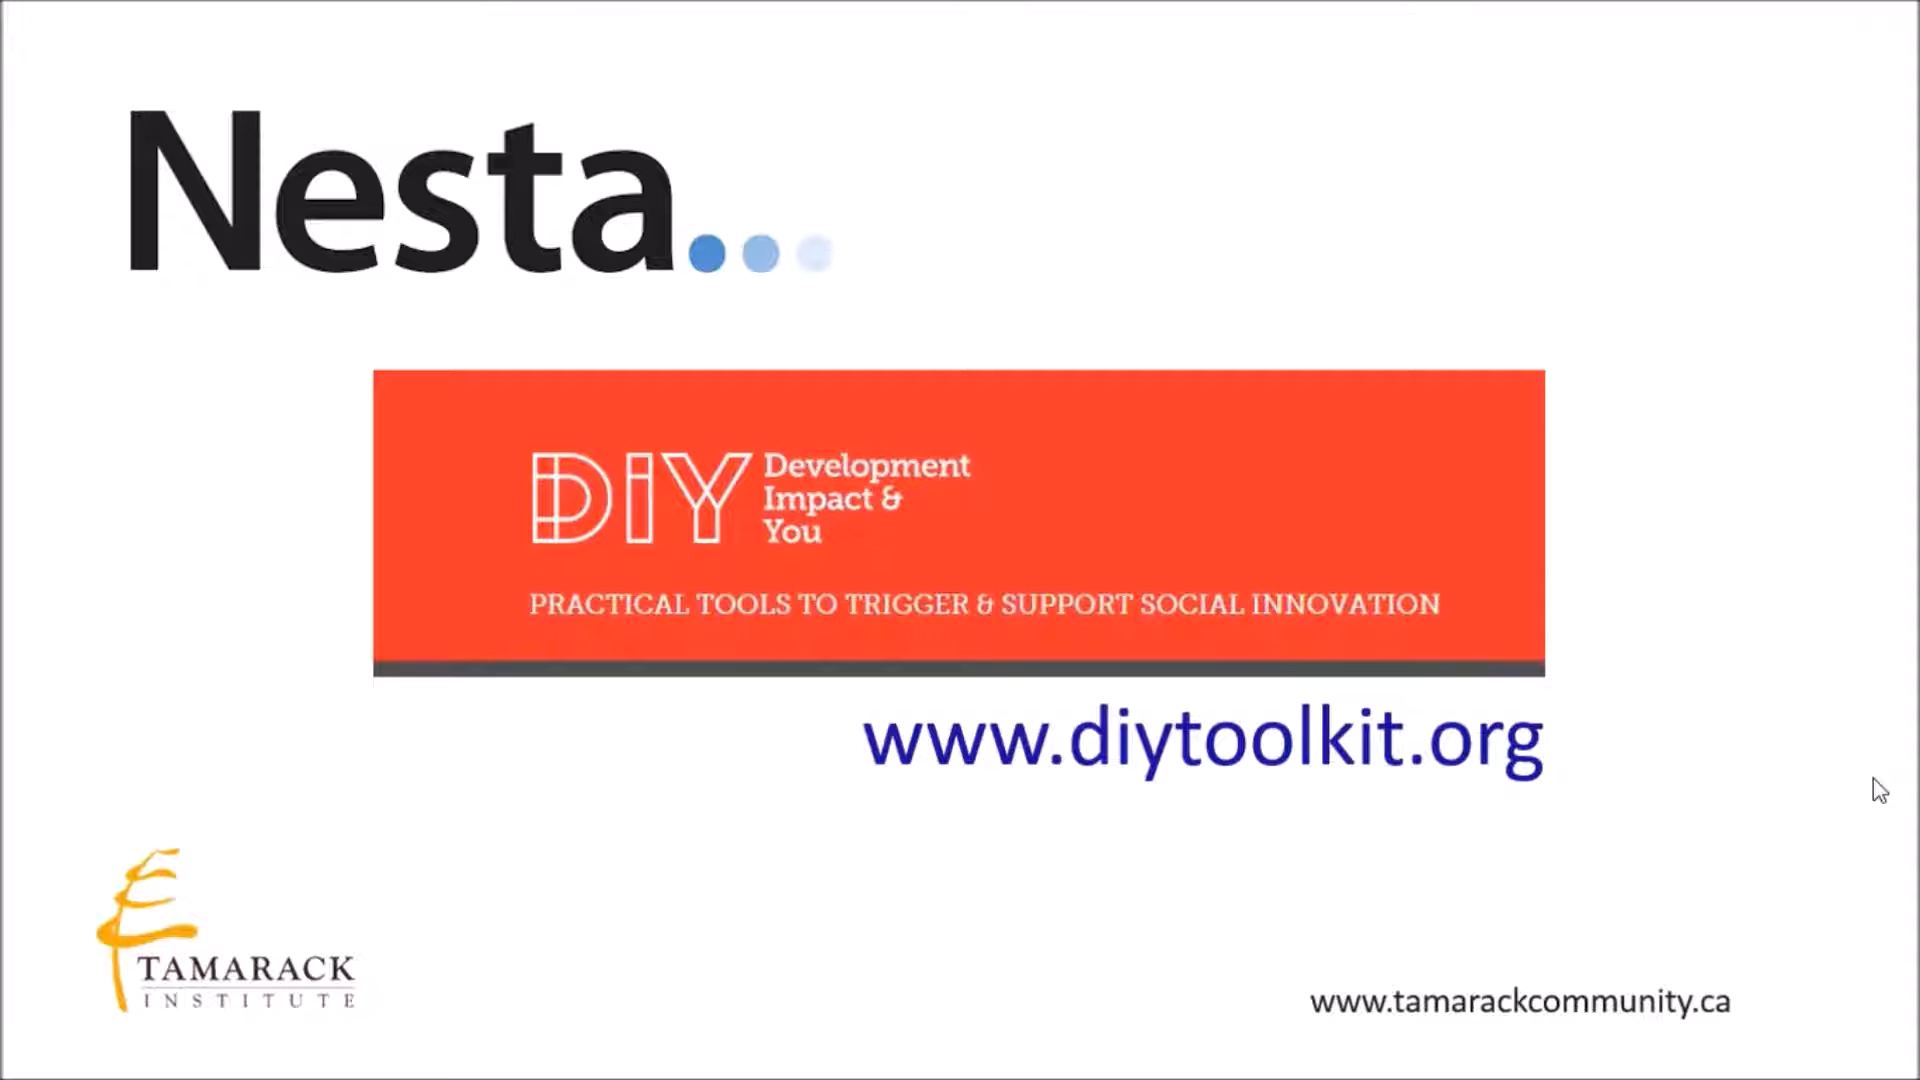 Nesta...
DiY
Development
Impact &
You
PRACTICAL TOOLS TO TRIGGER & SUPPORT SOCIAL INNOVATION
www.diytoolkit.org
TAMARACK
INSTITUTE
www.tamarackcommunity.ca